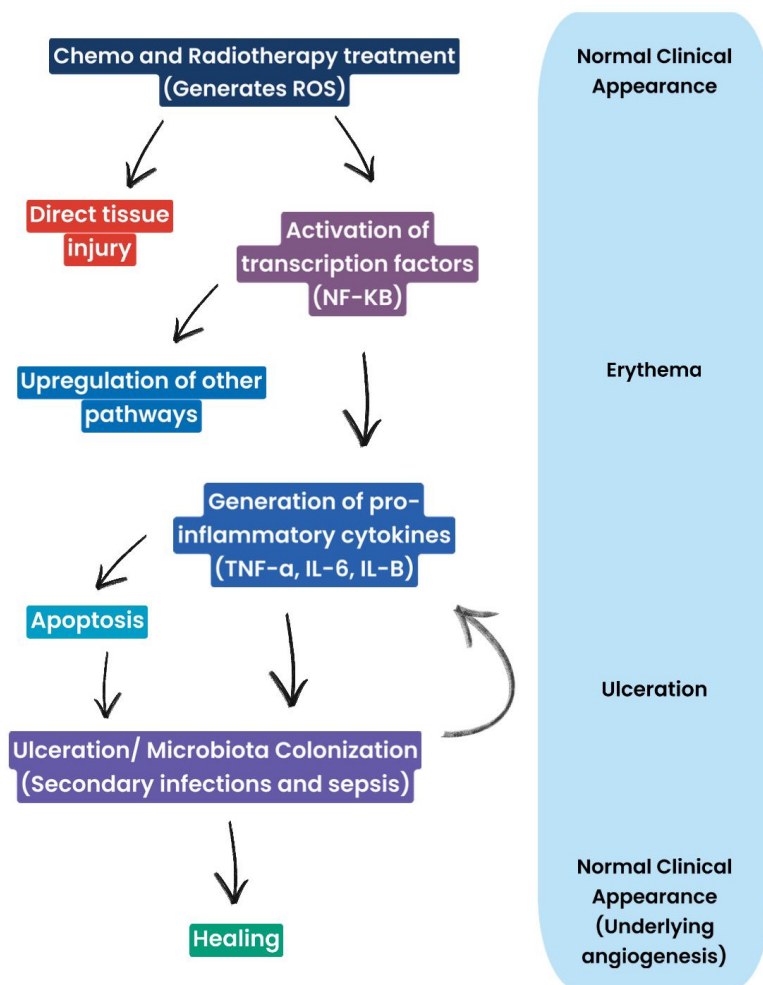 Chemo and Radiotherapy treatment
(Generates ROS)
Normal Clinical
Appearance
Direct tissue
injury
Activation of
transcription factors
(NF-KB)
Upregulation of other
pathways
Erythema
Generation of pro-
inflammatory cytokines
(TNF-a, IL-6, IL-B)
Apoptosis
Ulceration
Ulceration/ Microbiota Colonization
(Secondary infections and sepsis)
Healing
Normal Clinical
Appearance
(Underlying
angiogenesis)